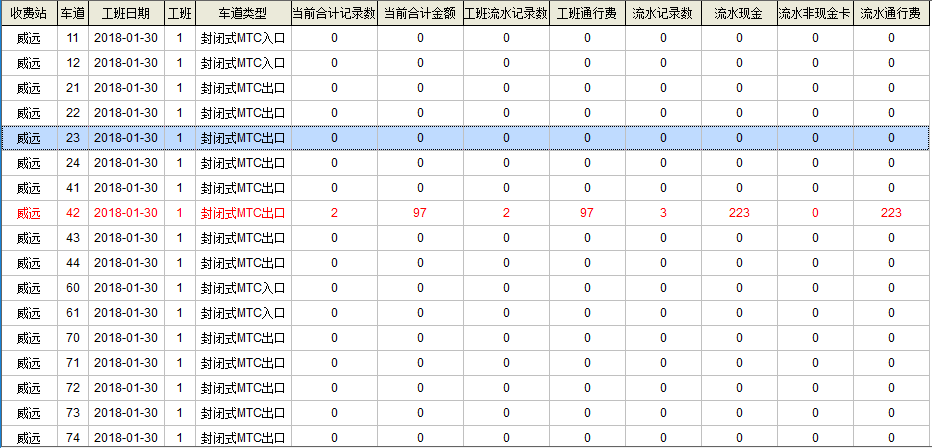 收费站 车道 工班日期 工班 车道类型 当前合计记录数 当前合计金额 工班流水记录数 工班通行费 流水记录数 流水现金 流水非现金卡 流水通行费
威远 11 2018-01-30 1 封闭式MTC入口 0 0 0 0 0 0 0 0
威远 12 2018-01-30 1 封闭式MTC入口 0 0 0 0 0 0 0 0
威远 21 2018-01-30 1 封闭式MTC出口 0 0 0 0 0 0 0 0
威远 22 2018-01-30 1 封闭式MTC出口 0 0 0 0 0 0 0 0
威远 23 2018-01-30 1 封闭式MTC出口 0 0 0 0 0 0 0 0
威远 24 2018-01-30 1 封闭式MTC出口 0 0 0 0 0 0 0 0
威远 41 2018-01-30 1 封闭式MTC出口 0 0 0 0 0 0 0 0
威远 42 2018-01-30 1 封闭式MTC出口 2 97 2 97 3 223 0 223
威远 43 2018-01-30 1 封闭式MTC出口 0 0 0 0 0 0 0 0
威远 44 2018-01-30 1 封闭式MTC出口 0 0 0 0 0 0 0 0
威远 60 2018-01-30 1 封闭式MTC入口 0 0 0 0 0 0 0 0
威远 61 2018-01-30 1 封闭式MTC入口 0 0 0 0 0 0 0 0
威远 70 2018-01-30 1 封闭式MTC出口 0 0 0 0 0 0 0 0
威远 71 2018-01-30 1 封闭式MTC出口 0 0 0 0 0 0 0 0
威远 72 2018-01-30 1 封闭式MTC出口 0 0 0 0 0 0 0 0
威远 73 2018-01-30 1 封闭式MTC出口 0 0 0 0 0 0 0 0
威远 74 2018-01-30 1 封闭式MTC出口 0 0 0 0 0 0 0 0